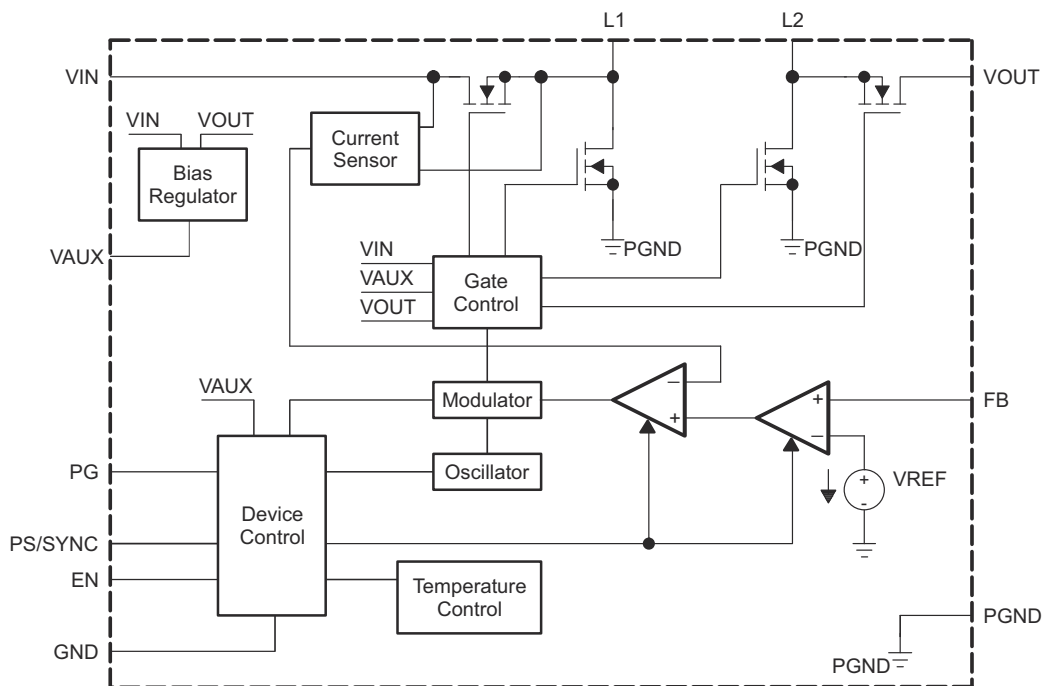 L1
L2
VIN
VOUT
VIN
VOUT
Current
Sensor
Bias
Regulator
VAUX
PGND
PGND
VIN
VAUX
VOUT
Gate
Control
VAUX
Modulator
−
+
+
−
FB
PG
Oscillator
+
-
VREF
Device
Control
PS/SYNC
EN
Temperature
Control
GND
PGND
PGND